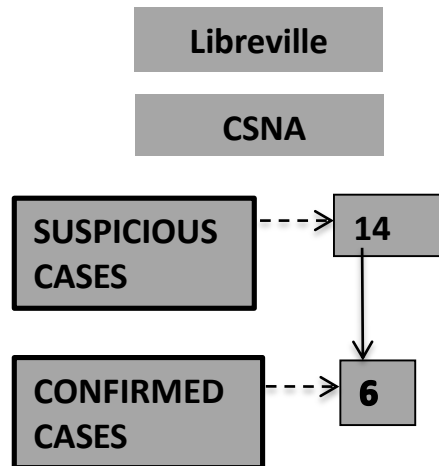 Libreville
CSNA
SUSPICIOUS
CASES
14
CONFIRMED
CASES
6